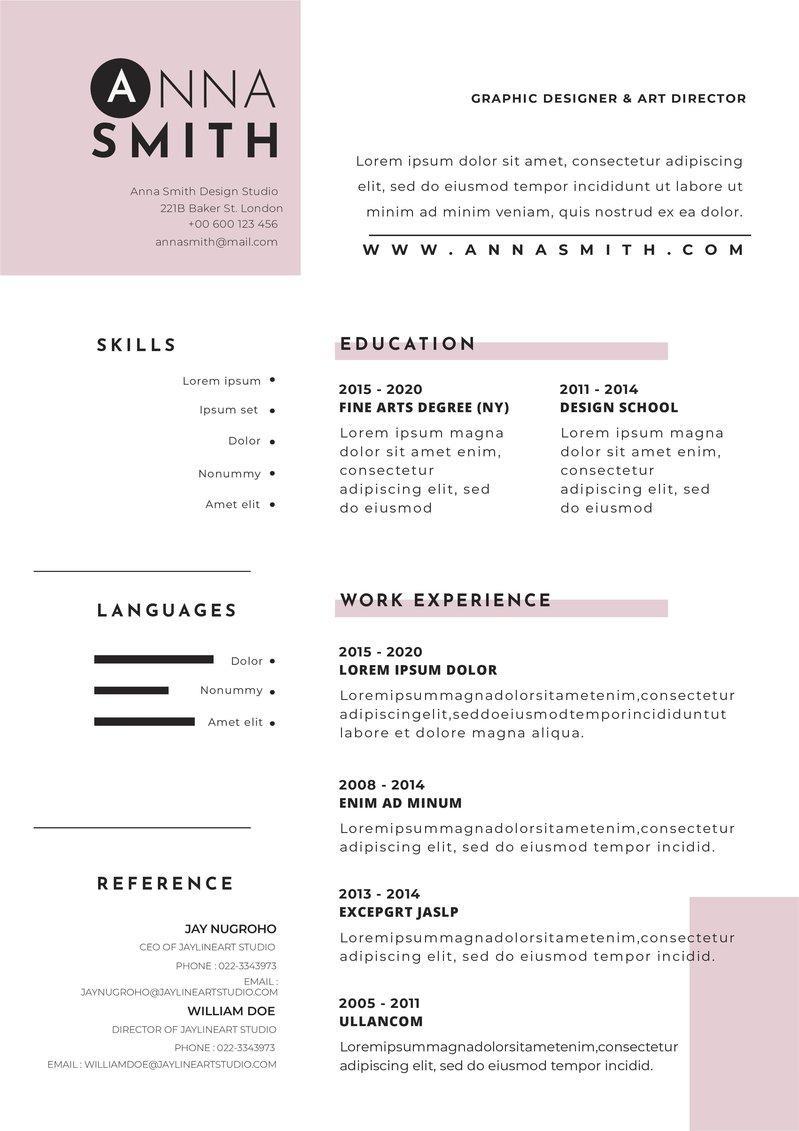 ANNA
SMITH
Anna Smith Design Studio
221B Baker St. London
+00 600 123 456
annasmith@mail.com
GRAPHIC DESIGNER & ART DIRECTOR
Lorem ipsum dolor sit amet, consectetur adipiscing
elit, sed do eiusmod tempor incididunt ut labore ut
minim ad minim veniam, quis nostrud ex ea dolor.
WWW.ANNASMITH.COM
SKILLS
Lorem ipsum •
Ipsum set •
Dolor •
Nonummy •
Amet elit •
LANGUAGES
Dolor •
Nonummy •
Amet elit •
REFERENCE
JAY NUGROHO
CEO OF JAYLINEART STUDIO
PHONE : 022-3343973
EMAIL :
JAYNUGROHO@JAYLINEARTSTUDIO.COM
WILLIAM DOE
DIRECTOR OF JAYLINEART STUDIO
PHONE : 022-3343973
EMAIL : WILLIAMDOE@JAYLINEARTSTUDIO.COM
EDUCATION
2015 - 2020
FINE ARTS DEGREE (NY)
Lorem ipsum magna
dolor sit amet enim,
consectetur
adipiscing elit, sed
do eiusmod
2011 - 2014
DESIGN SCHOOL
Lorem ipsum magna
dolor sit amet enim,
consectetur
adipiscing elit, sed
do eiusmod
WORK EXPERIENCE
2015 - 2020
LOREM IPSUM DOLOR
Loremipsummagnadolorsitametenim,consectetur
adipiscingelit,seddoeiusmodtemporincididuntut
labore et dolore magna aliqua.
2008 - 2014
ENIM AD MINUM
Loremipsummagnadolorsitametenim,consectetur
adipiscing elit, sed do eiusmod tempor incidid.
2013 - 2014
EXCEPGRT JASLP
Loremipsummagnadolorsitametenim,consectetur
adipiscing elit, sed do eiusmod tempor incidid.
2005 - 2011
ULLANCOM
Loremipsummagnadolorsitametenim,consectetur
adipiscing elit, sed do eiusmod tempor incidid.